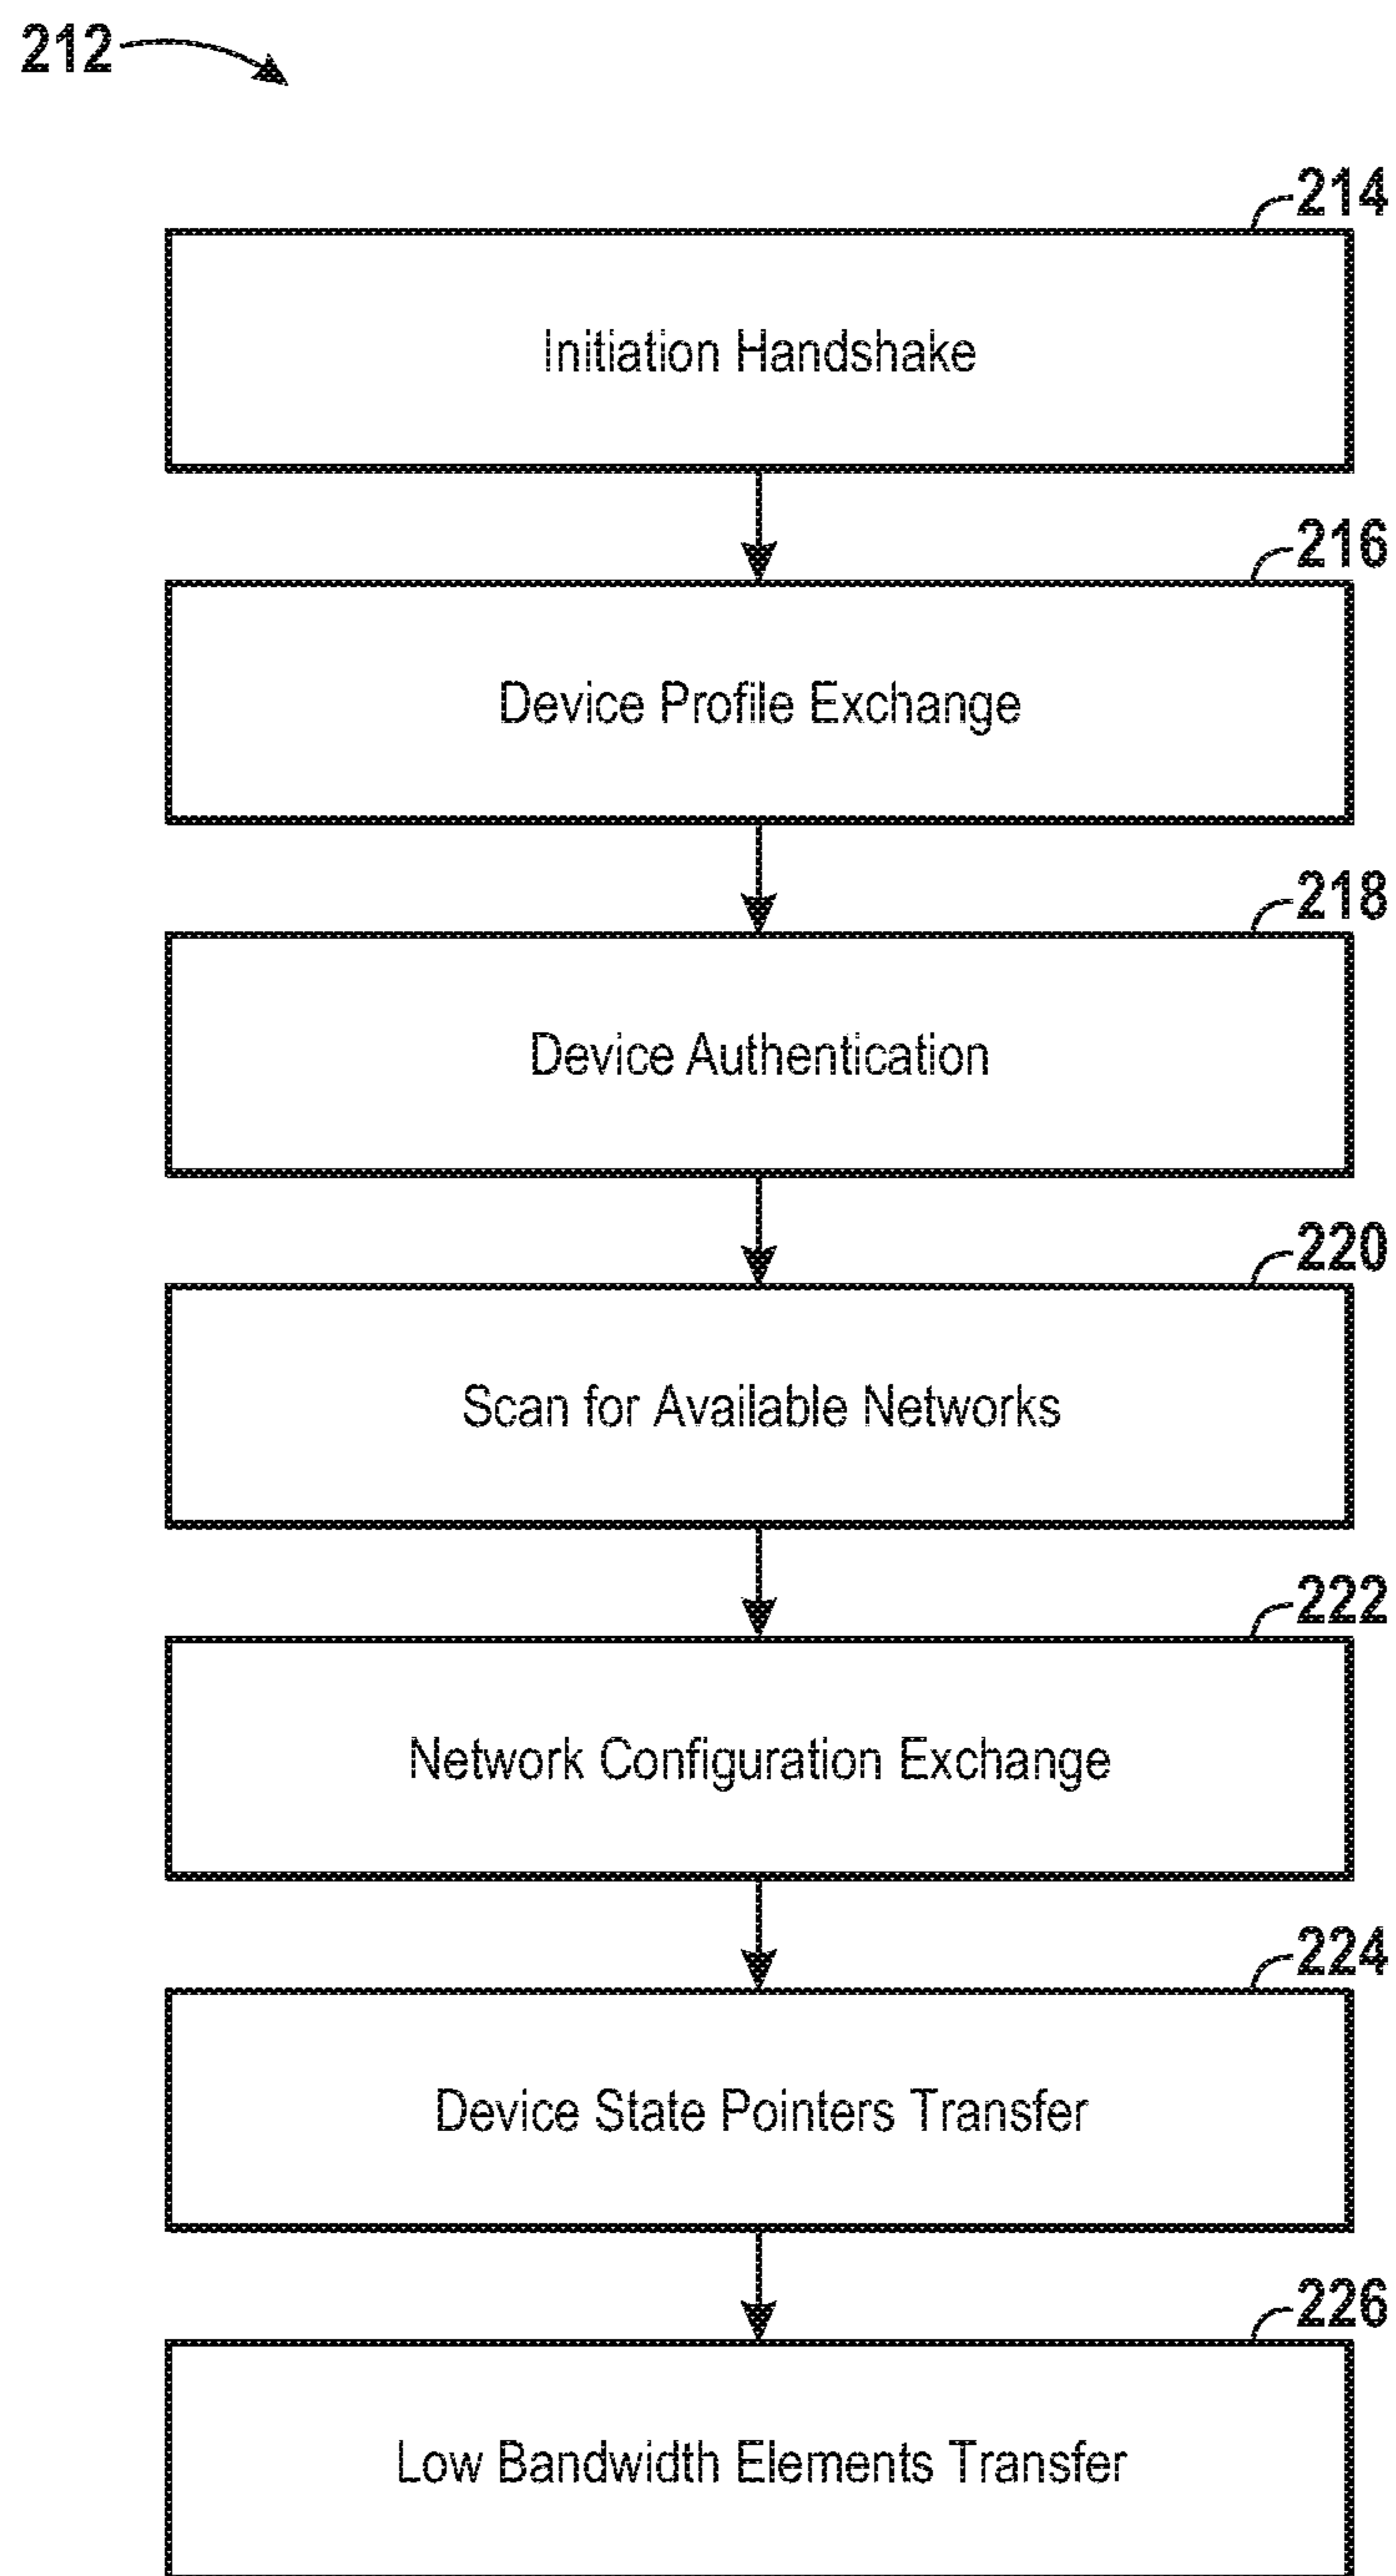 212
214
Initiation Handshake
216
Device Profile Exchange
218
Device Authentication
220
Scan for Available Networks
222
Network Configuration Exchange
224
Device State Pointers Transfer
226
Low Bandwidth Elements Transfer